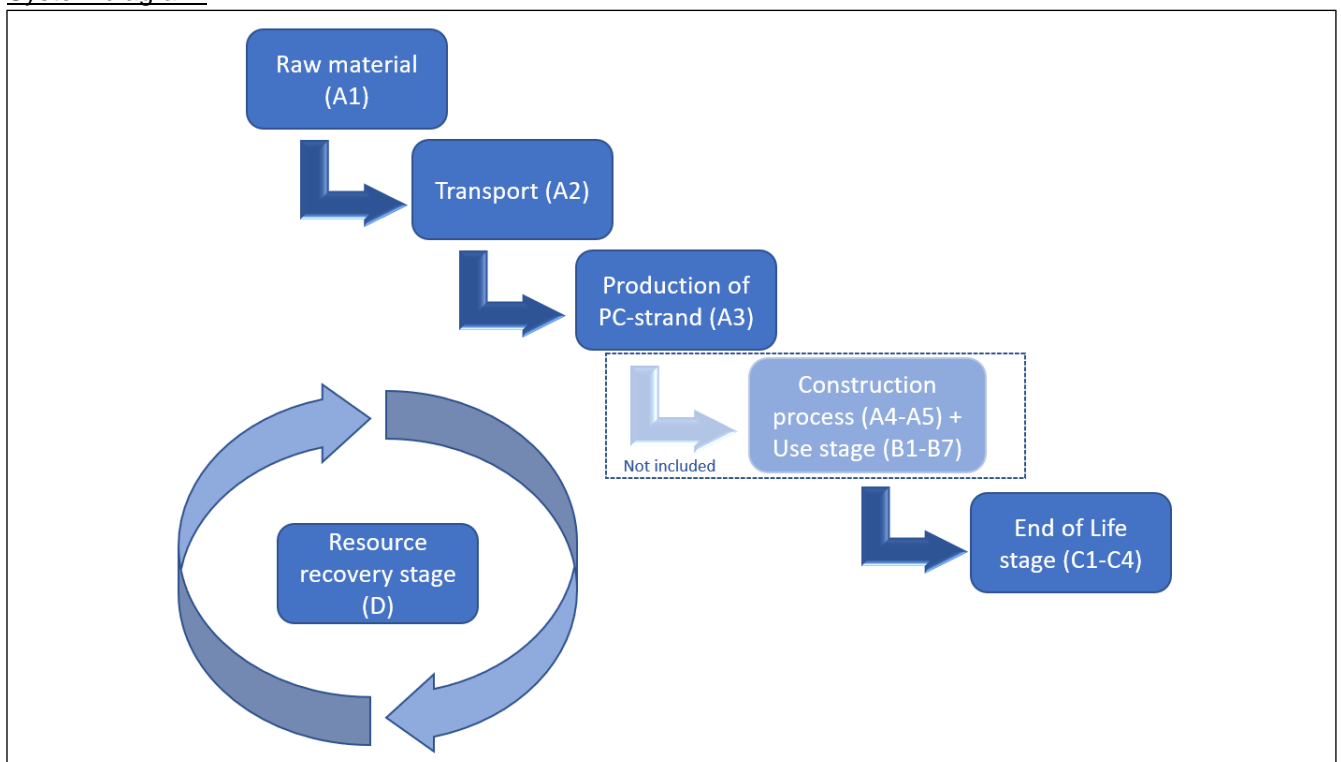 Raw material
(A1)
Transport (A2)
Production of
PC-strand (A3)
Construction
process (A4-A5) +
Use stage (B1-B7)
Not included
End of Life
stage (C1-C4)
Resource
recovery stage
(D)